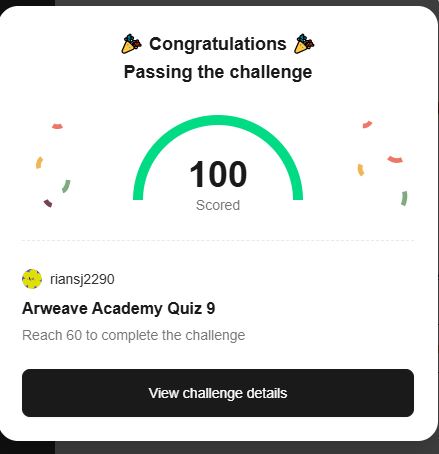 🎉 Congratulations 🎉
Passing the challenge
100
Scored
riansj2290
Arweave Academy Quiz 9
Reach 60 to complete the challenge
View challenge details